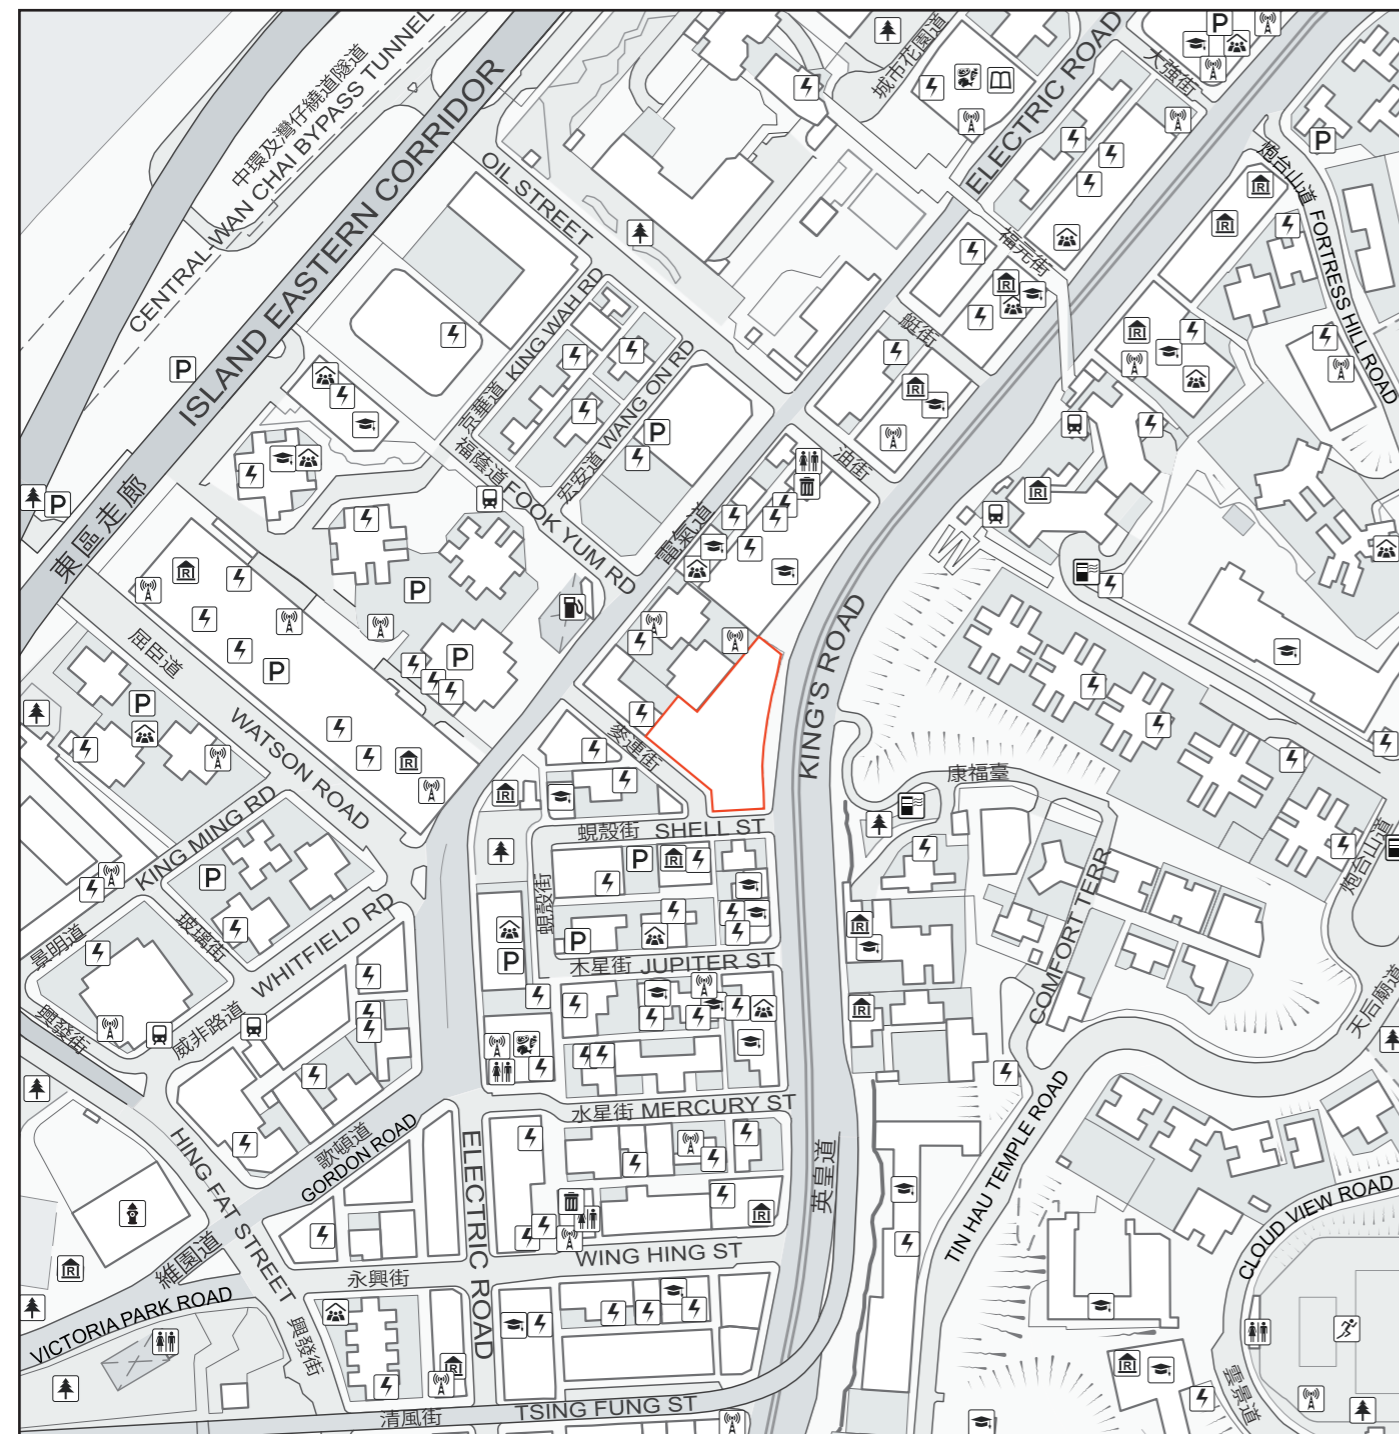 中環及灣仔繞道隧道
CENTRAL-WAN CHAI BYPASS TUNNEL
ISLAND EASTERN CORRIDOR
東區走廊
OIL STREET
城市花園道
ELECTRIC ROAD
大強街
炮台山道
FORTRESS HILL ROAD
福元街
艇街
油街
京華道 KING WAH RD
宏安道 WANG ON RD
福蔭道 FOOK YUM RD
電氣道
屈臣道
WATSON ROAD
麥連街
KING'S ROAD
康福臺
蜆殼街 SHELL ST
蜆殼街
KING MING RD
景明道
玻璃街
WHITFIELD RD
威非路道
興發街
木星街 JUPITER ST
COMFORT TERR
炮台山道
天后廟道
水星街 MERCURY ST
歌頓道
GORDON ROAD
HING FAT STREET
ELECTRIC ROAD
英皇道
TIN HAU TEMPLE ROAD
CLOUD VIEW ROAD
WING HING ST
永興街
維園道
VICTORIA PARK ROAD
興發街
清風街
TSING FUNG ST
雲景道